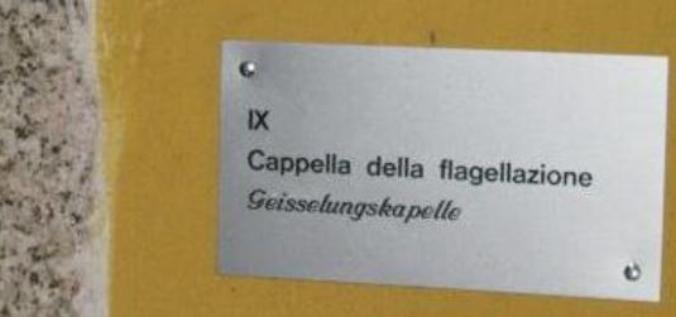 IX
Cappella della flagellazione
Geisselungskapelle